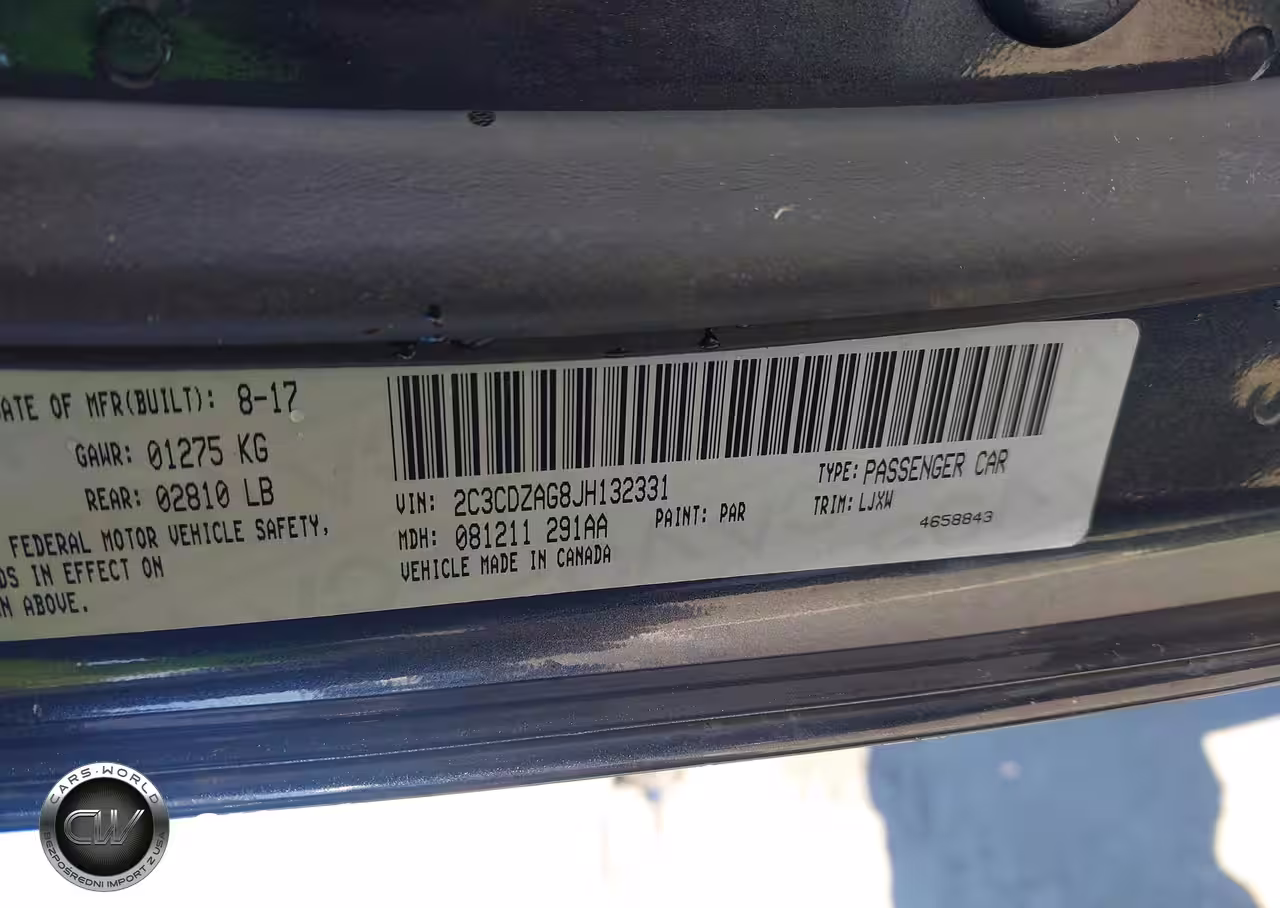 ATE OF MFR(BUILT): 8-17
GAWR: 01275 KG
REAR: 02810 LB
FEDERAL MOTOR VEHICLE SAFETY,
DS IN EFFECT ON
N ABOVE.
VIN: 2C3CDZAG8JH132331
MDH: 081211 291AA
PAINT: PAR
VEHICLE MADE IN CANADA
TYPE: PASSENGER CAR
TRIM: LJXW
4658843
CARS·WORLD
CW
BEZPOŚREDNI IMPORT Z USA